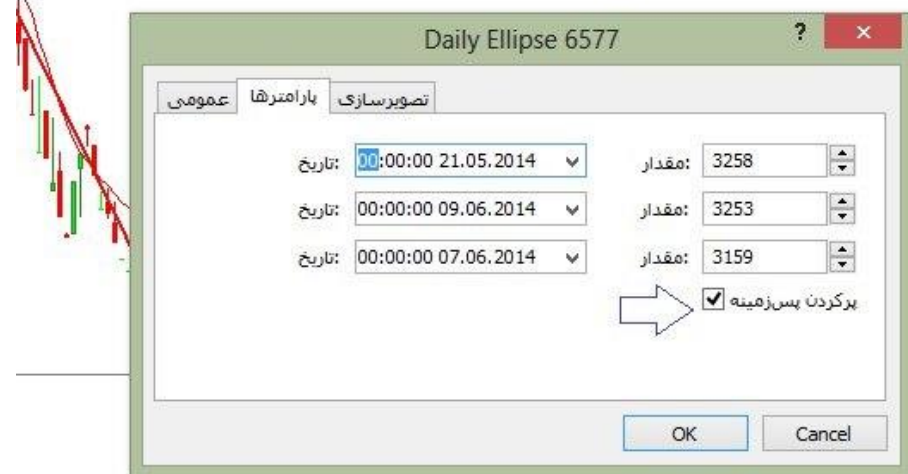 Daily Ellipse 6577
عمومی پارامترها تصویرسازی
تاریخ: 00:00:00 21.05.2014 مقدار: 3258
تاریخ: 00:00:00 09.06.2014 مقدار: 3253
تاریخ: 00:00:00 07.06.2014 مقدار: 3159
پرکردن پس‌زمینه
OK Cancel